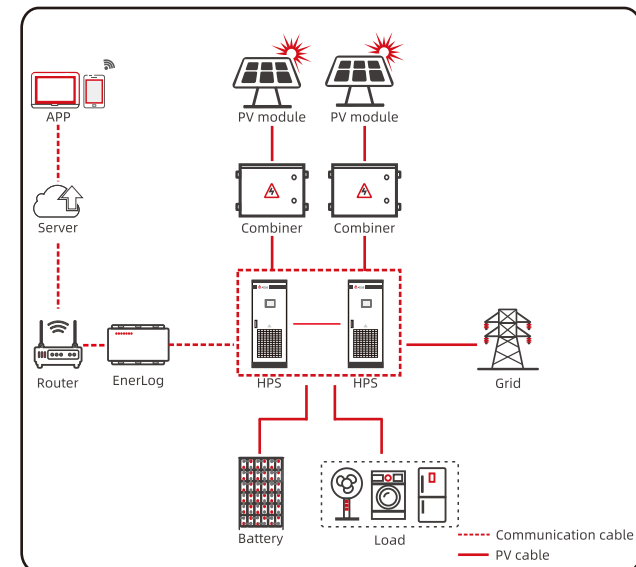 APP
PV module
PV module
Server
Combiner
Combiner
Router
EnerLog
HPS
HPS
Grid
Battery
Load
Communication cable
PV cable